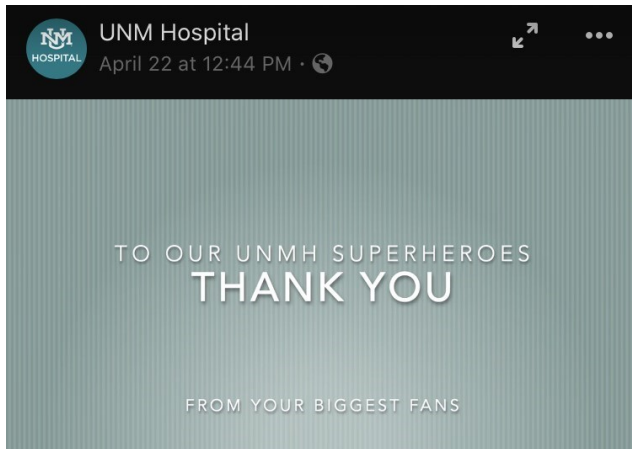 UNM
HOSPITAL
UNM Hospital
April 22 at 12:44 PM ·
TO OUR UNMH SUPERHEROES
THANK YOU
FROM YOUR BIGGEST FANS